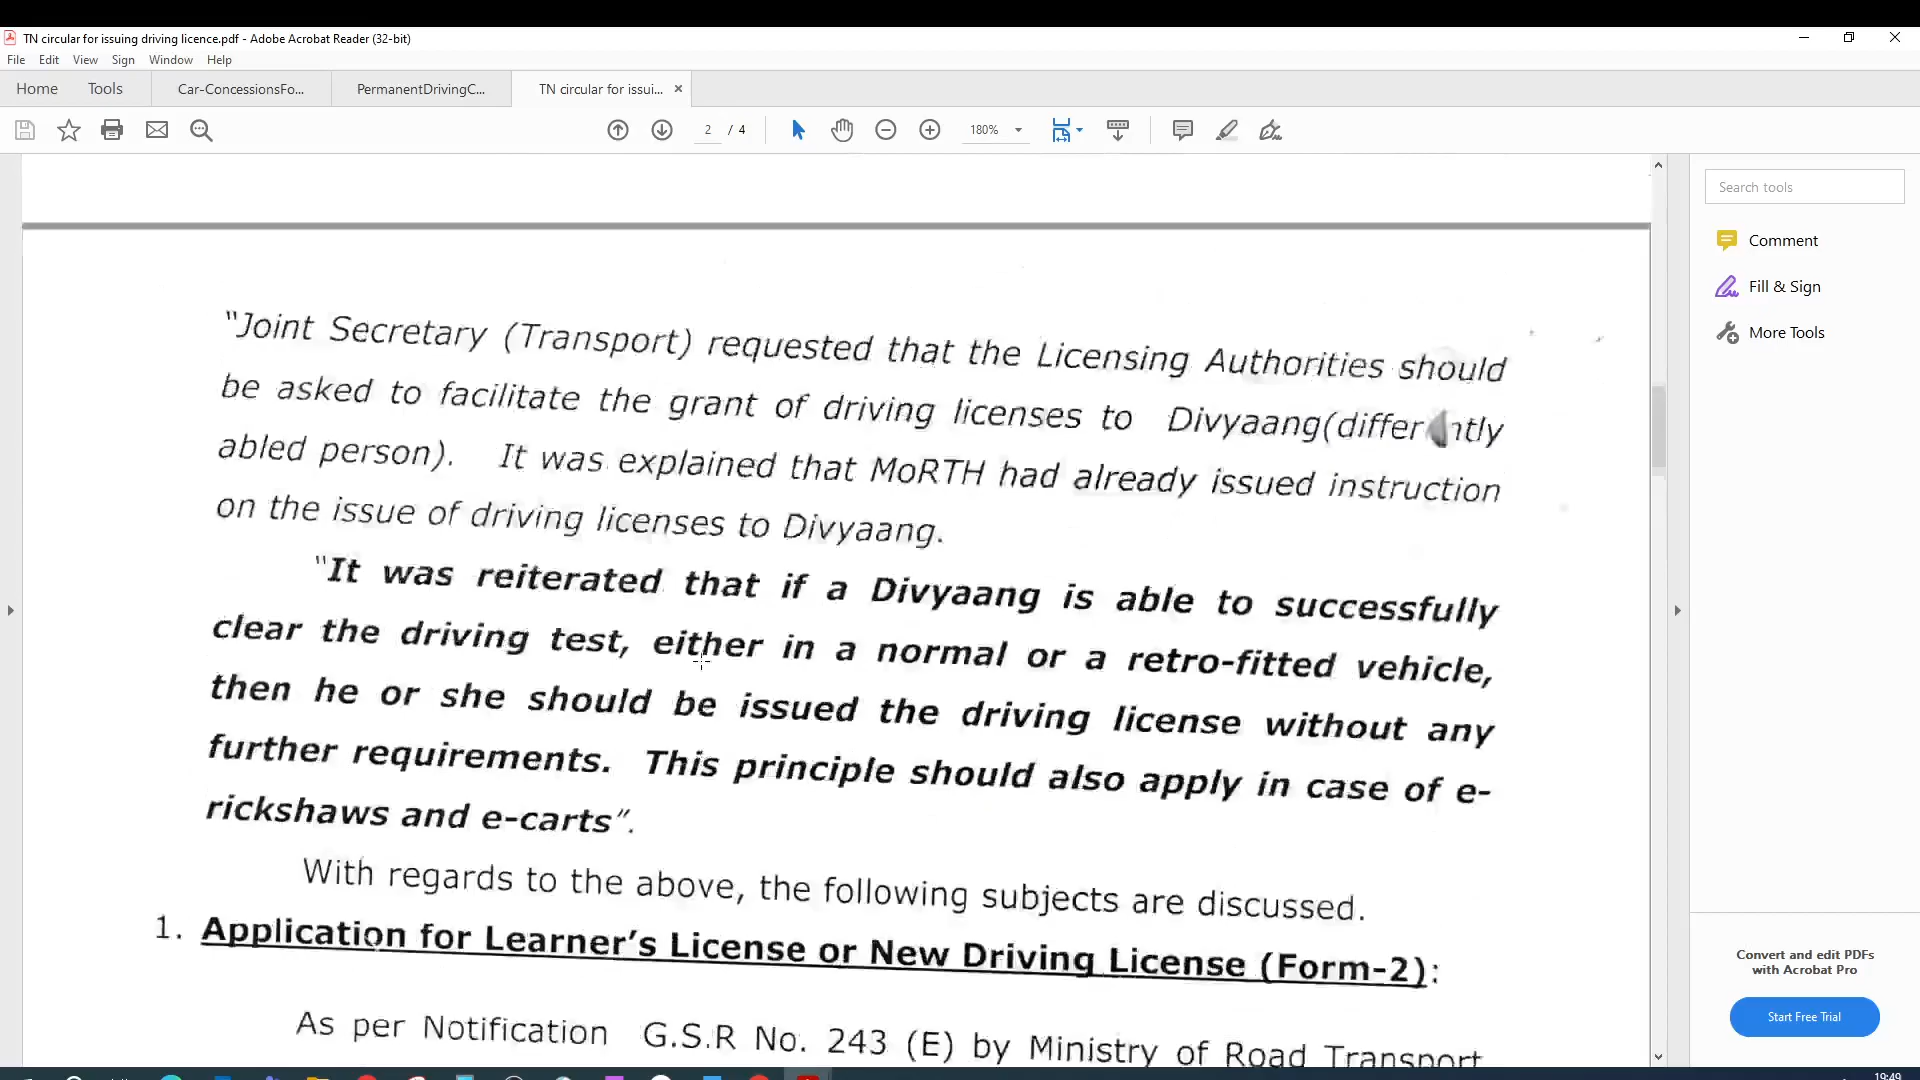 TN circular for issuing driving licence.pdf - Adobe Acrobat Reader (32-bit)
File Edit View Sign Window Help
Home Tools Car-ConcessionsFo... PermanentDrivingC... TN circular for issui...
2 / 4 180%
Search tools
Comment
Fill & Sign
More Tools
"Joint Secretary (Transport) requested that the Licensing Authorities should
be asked to facilitate the grant of driving licenses to Divyaang(differ ntly
abled person). It was explained that MoRTH had already issued instruction
on the issue of driving licenses to Divyaang.
"It was reiterated that if a Divyaang is able to successfully
clear the driving test, either in a normal or a retro-fitted vehicle,
then he or she should be issued the driving license without any
further requirements. This principle should also apply in case of e-
rickshaws and e-carts".
With regards to the above, the following subjects are discussed.
1. Application for Learner's License or New Driving License (Form-2):
As per Notification G.S.R No. 243 (E) by Ministry of Road Transport
Convert and edit PDFs
with Acrobat Pro
Start Free Trial
19:49